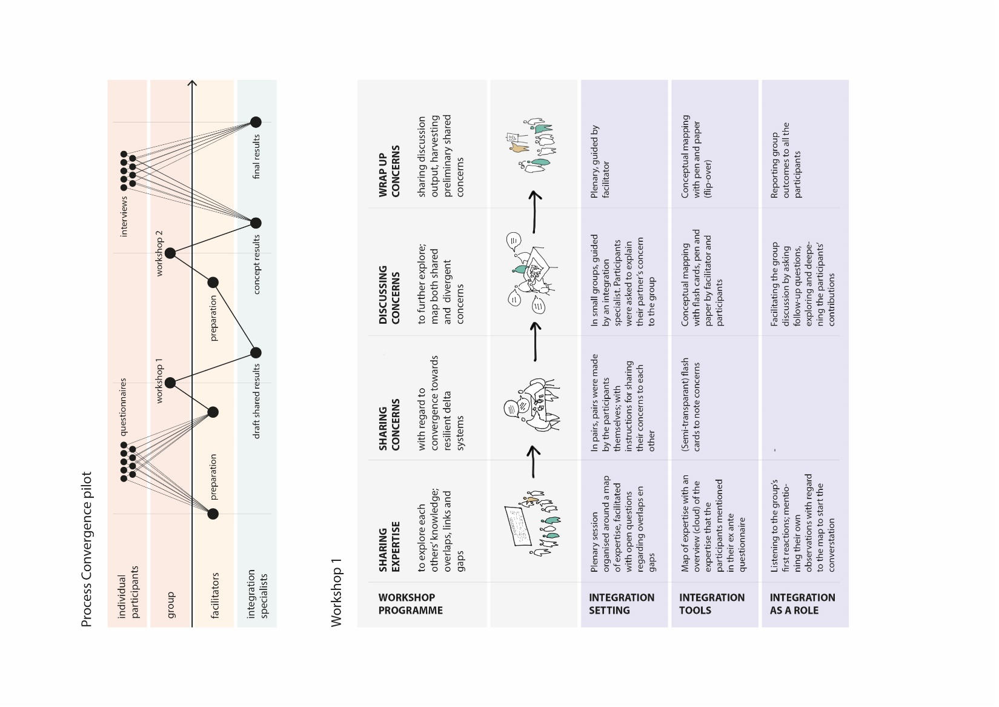 Process Convergence pilot
individual
participants
questionnaires
interviews
group
workshop 1
workshop 2
facilitators
preparation
preparation
integration
specialists
draft shared results
concept results
final results
Workshop 1
WORKSHOP
PROGRAMME
SHARING
EXPERTISE
to explore each
others' knowledge;
overlaps, links and
gaps
SHARING
CONCERNS
with regard to
convergence towards
resilient delta
systems
DISCUSSING
CONCERNS
to further explore;
map both shared
and divergent
concerns
WRAP UP
CONCERNS
sharing discussion
output, harvesting
preliminary shared
concerns
INTEGRATION
SETTING
Plenary session
organised around a map
of expertise, facilitated
with open questions
regarding overlaps en
gaps
In pairs, pairs were made
by the participants
themselves; with
instructions for sharing
their concerns to each
other
In small groups, guided
by an integration
specialist. Participants
were asked to explain
their partner's concern
to the group
Plenary, guided by
facilitator
INTEGRATION
TOOLS
Map of expertise with an
overview (cloud) of the
expertise that the
participants mentioned
in their ex ante
questionnaire
(Semi-transparant) flash
cards to note concerns
Conceptual mapping
with flash cards, pen and
paper by facilitator and
participants
Conceptual mapping
with pen and paper
(flip-over)
INTEGRATION
AS A ROLE
Listening to the group's
first reactions; mentio-
ning their own
observations with regard
to the map to start the
converstation
-
Facilitating the group
discussion by asking
follow-up questions,
exploring and deepe-
ning the participants'
contributions
Reporting group
outcomes to all the
participants